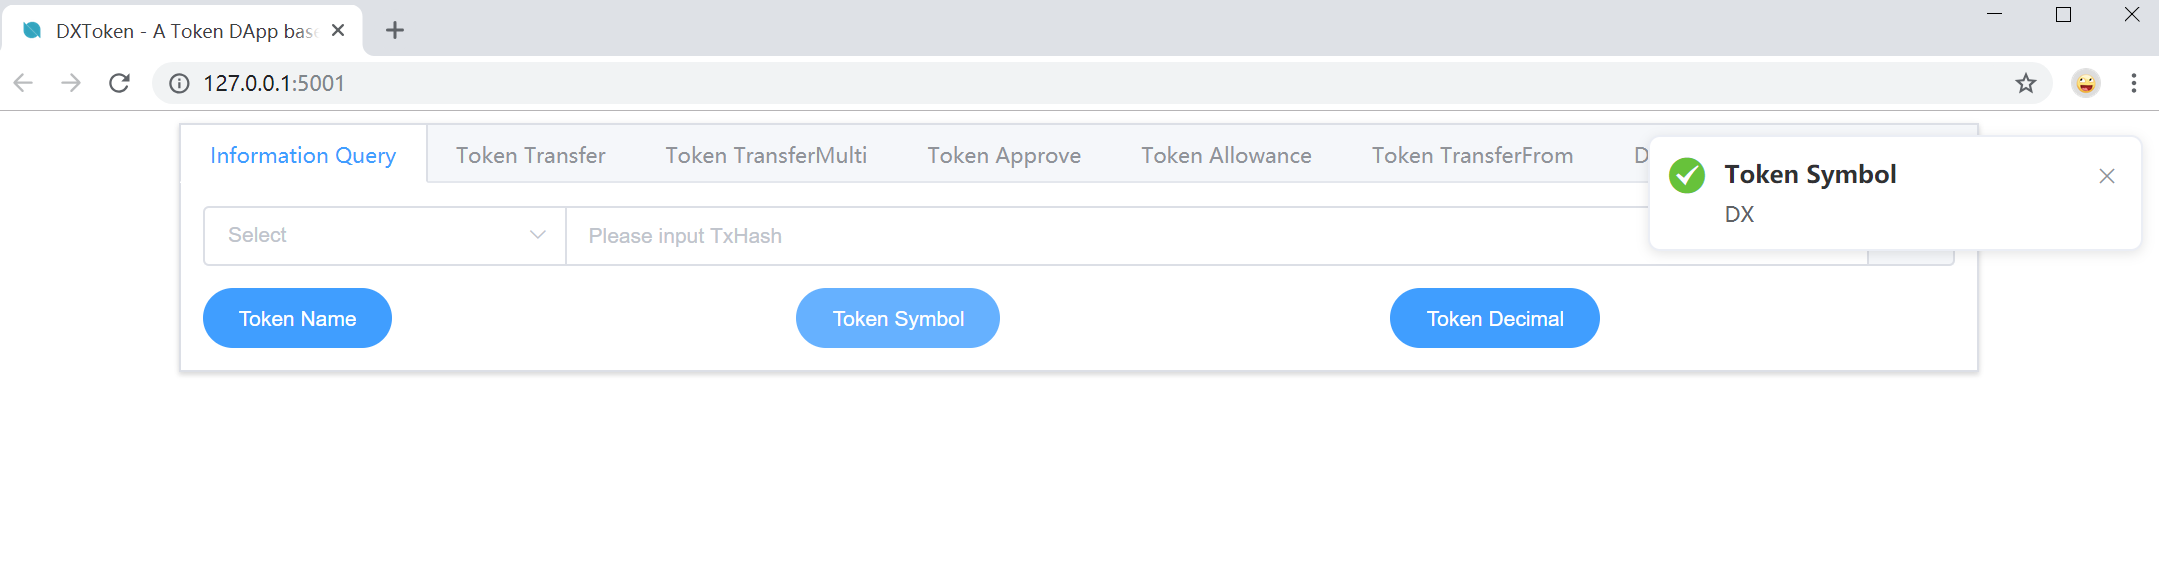 DXToken - A Token DApp base
127.0.0.1:5001
Information Query
Token Transfer
Token TransferMulti
Token Approve
Token Allowance
Token TransferFrom
D
Token Symbol
DX
Select
Please input TxHash
Token Name
Token Symbol
Token Decimal